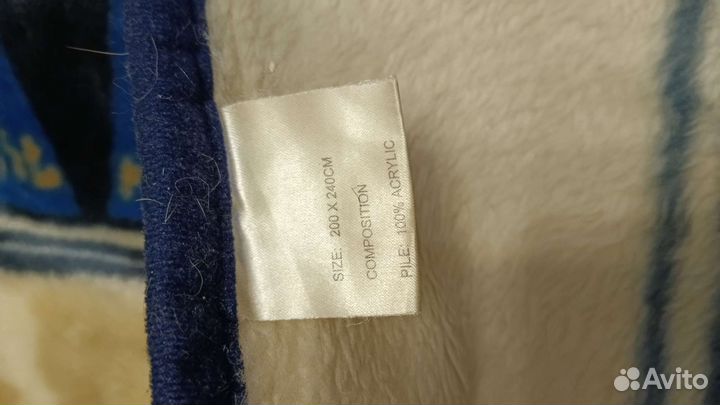 SIZE: 200 X 240CM
COMPOSITION
PILE: 100% ACRYLIC
Avito